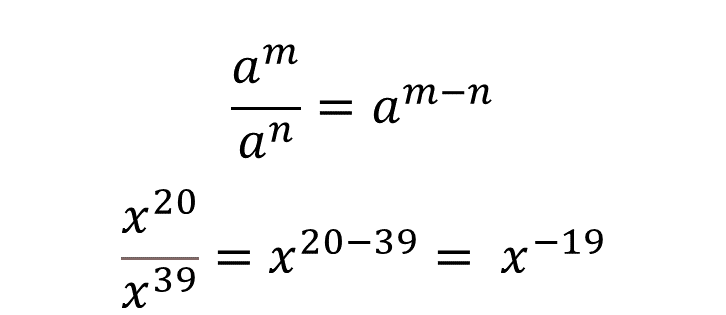 a^m / a^n = a^{m−n}
x^{20} / x^{39} = x^{20−39} = x^{−19}